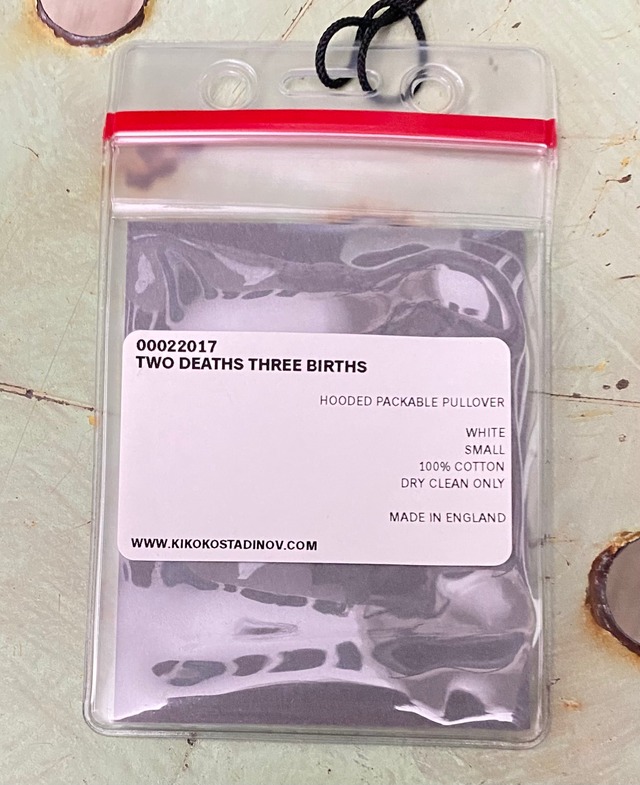 00022017
TWO DEATHS THREE BIRTHS
HOODED PACKABLE PULLOVER
WHITE
SMALL
100% COTTON
DRY CLEAN ONLY
MADE IN ENGLAND
WWW.KIKOKOSTADINOV.COM